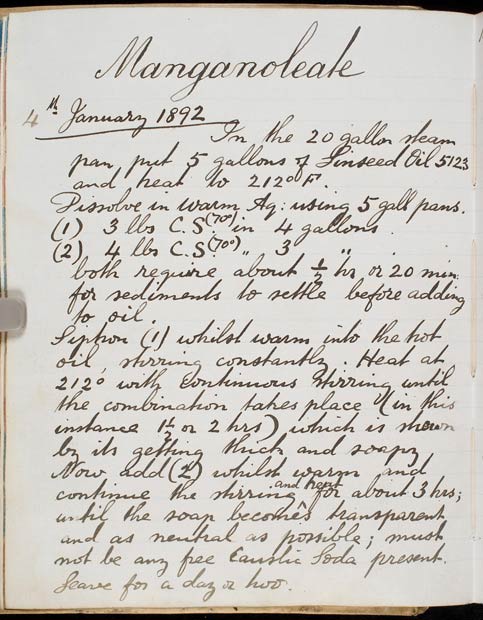 Manganoleate
4th January 1892
In the 20 gallon steam
pan put 5 gallons of Linseed Oil 5123
and heat to 212° F.
Dissolve in warm Aq: using 5 gall pans.
(1) 3 lbs C.S.(70°) in 4 gallons
(2) 4 lbs C.S.(70°) „ 3 „ .
both require about ½ hr or 20 min
for sediments to settle before adding
to oil.
Siphon (1) whilst warm into the hot
oil, stirring constantly. Heat at
212° with continuous stirring until
the combination takes place (in this
instance 1½ or 2 hrs) which is shewn
by its getting thick and soapy
Now add (2) whilst warm and
continue the stirring and heat for about 3 hrs;
until the soap becomes transparent
and as neutral as possible; must
not be any free Caustic Soda present.
Leave for a day or two.